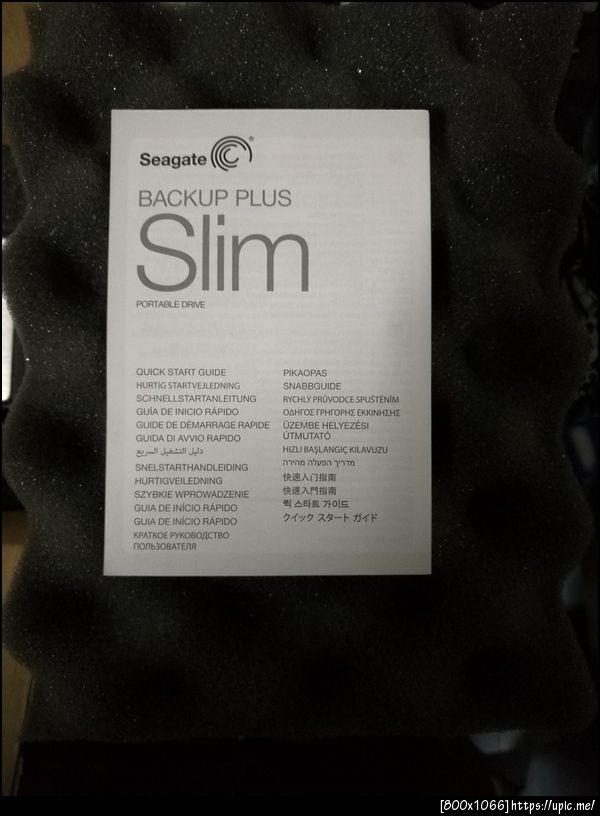 Seagate
BACKUP PLUS
Slim
PORTABLE DRIVE
QUICK START GUIDE
HURTIG STARTVEJLEDNING
SCHNELLSTARTANLEITUNG
GUÍA DE INICIO RÁPIDO
GUIDE DE DÉMARRAGE RAPIDE
GUIDA DI AVVIO RAPIDO
دليل التشغيل السريع
SNELSTARTHANDLEIDING
HURTIGVEILEDNING
SZYBKIE WPROWADZENIE
GUIA DE INÍCIO RÁPIDO
GUIA DE INÍCIO RÁPIDO
КРАТКОЕ РУКОВОДСТВО
ПОЛЬЗОВАТЕЛЯ
PIKAOPAS
SNABBGUIDE
RYCHLÝ PRŮVODCE SPUŠTĚNÍM
ΟΔΗΓΟΣ ΓΡΗΓΟΡΗΣ ΕΚΚΙΝΗΣΗΣ
ÜZEMBE HELYEZÉSI
ÚTMUTATÓ
HIZLI BAŞLANGIÇ KILAVUZU
מדריך הפעלה מהירה
快速入门指南
快速入門指南
퀵 스타트 가이드
クイック スタート ガイド
[800x1066]https://upic.me/